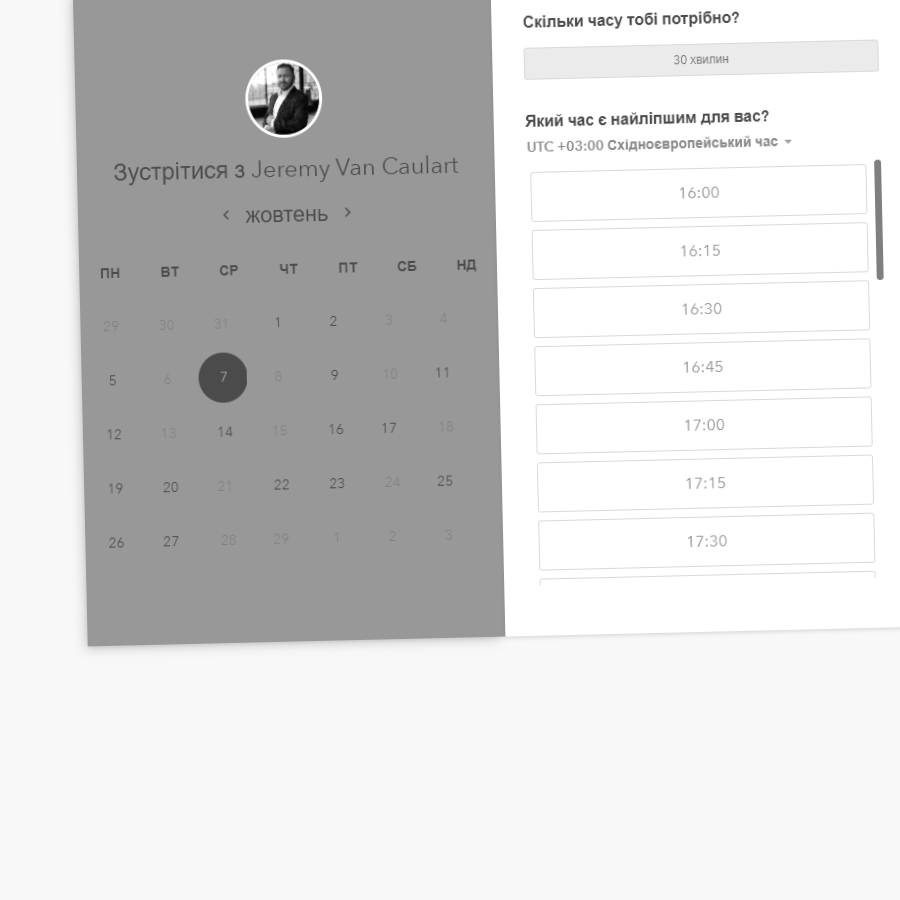 Зустрітися з Jeremy Van Caulart
‹ жовтень ›
ПН ВТ СР ЧТ ПТ СБ НД
29 30 31 1 2 3 4
5 6 7 8 9 10 11
12 13 14 15 16 17 18
19 20 21 22 23 24 25
26 27 28 29 1 2 3
Скільки часу тобі потрібно?
30 хвилин
Який час є найліпшим для вас?
UTC +03:00 Східноєвропейський час
16:00
16:15
16:30
16:45
17:00
17:15
17:30